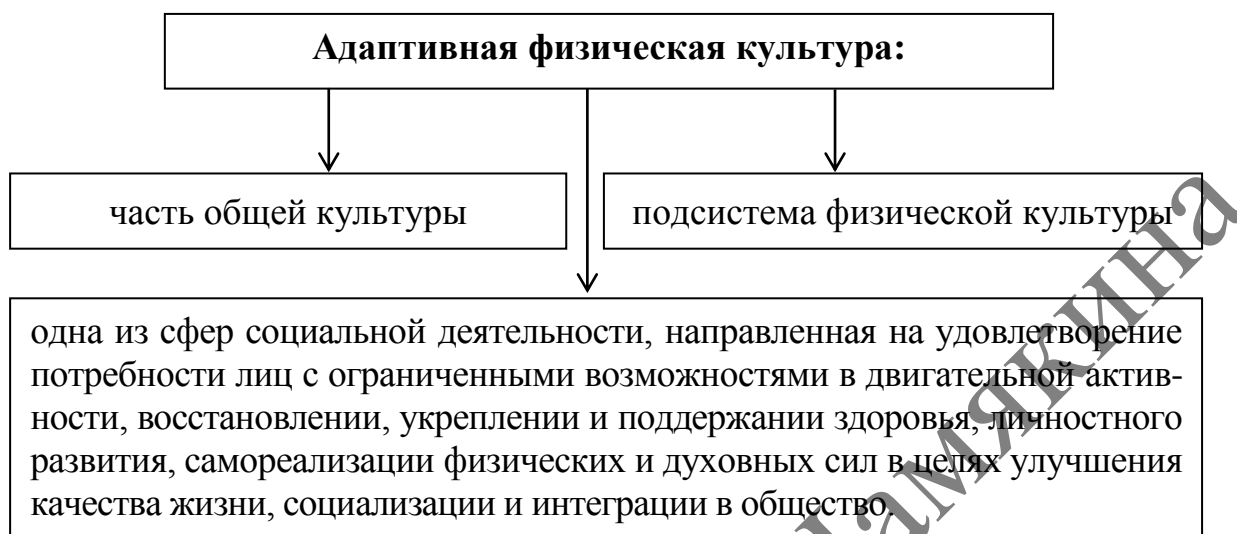 Адаптивная физическая культура:
часть общей культуры
подсистема физической культуры
одна из сфер социальной деятельности, направленная на удовлетворение
потребности лиц с ограниченными возможностями в двигательной актив-
ности, восстановлении, укреплении и поддержании здоровья, личностного
развития, самореализации физических и духовных сил в целях улучшения
качества жизни, социализации и интеграции в общество.